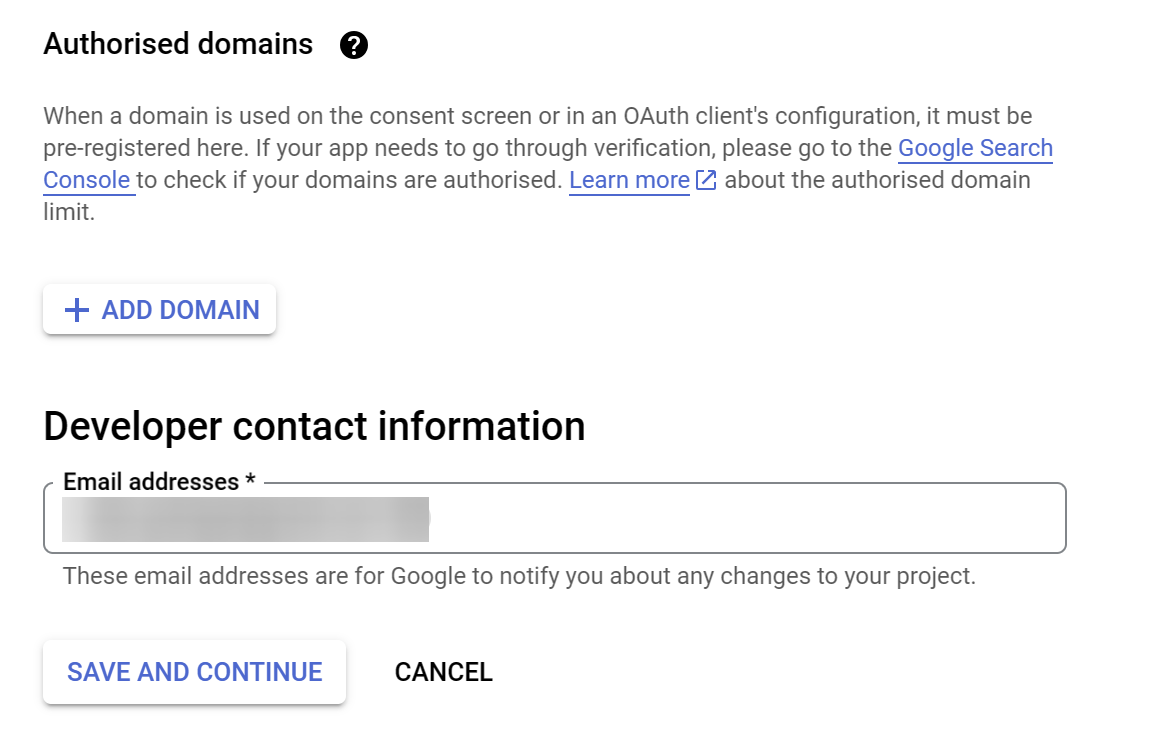 Authorised domains
When a domain is used on the consent screen or in an OAuth client's configuration, it must be
pre-registered here. If your app needs to go through verification, please go to the Google Search
Console to check if your domains are authorised. Learn more about the authorised domain
limit.
ADD DOMAIN
Developer contact information
Email addresses *
These email addresses are for Google to notify you about any changes to your project.
SAVE AND CONTINUE CANCEL